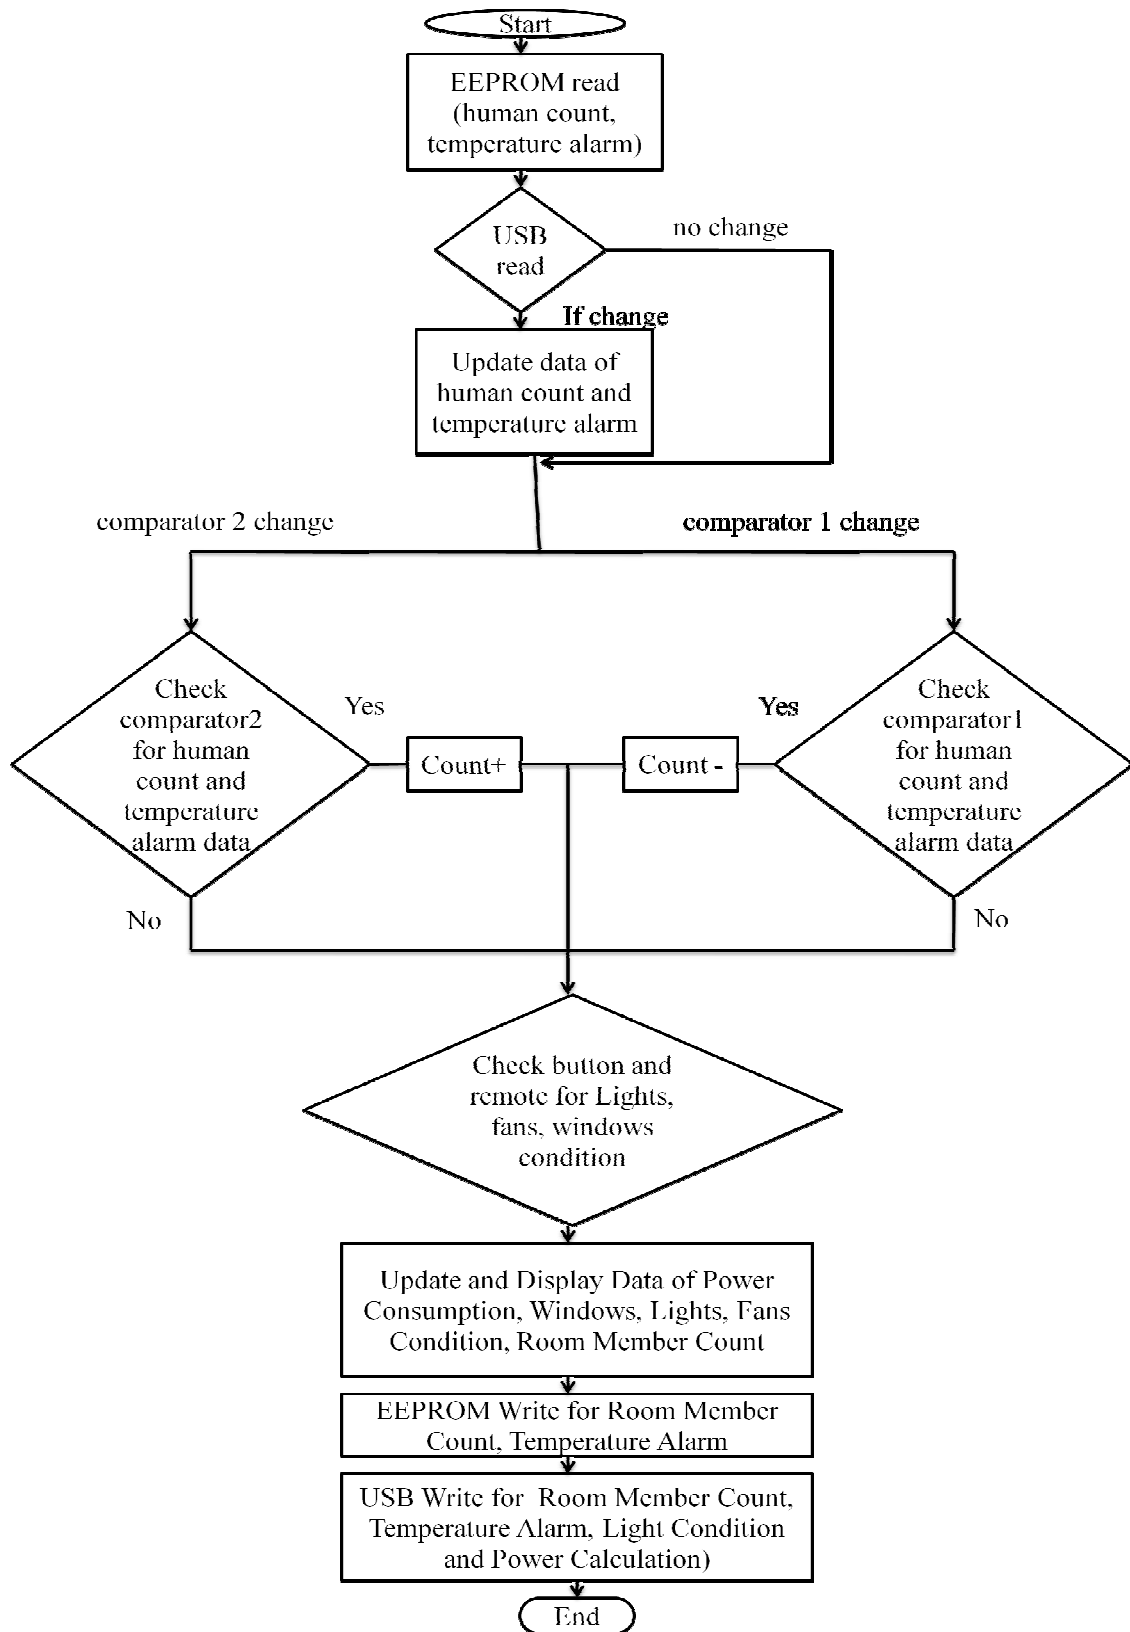 Start
EEPROM read
(human count,
temperature alarm)
USB
read
no change
If change
Update data of
human count and
temperature alarm
comparator 2 change
comparator 1 change
Check
comparator2
for human
count and
temperature
alarm data
Yes
Count+
Count -
Yes
Check
comparator1
for human
count and
temperature
alarm data
No
No
Check button and
remote for Lights,
fans, windows
condition
Update and Display Data of Power
Consumption, Windows, Lights, Fans
Condition, Room Member Count
EEPROM Write for Room Member
Count, Temperature Alarm
USB Write for Room Member Count,
Temperature Alarm, Light Condition
and Power Calculation)
End